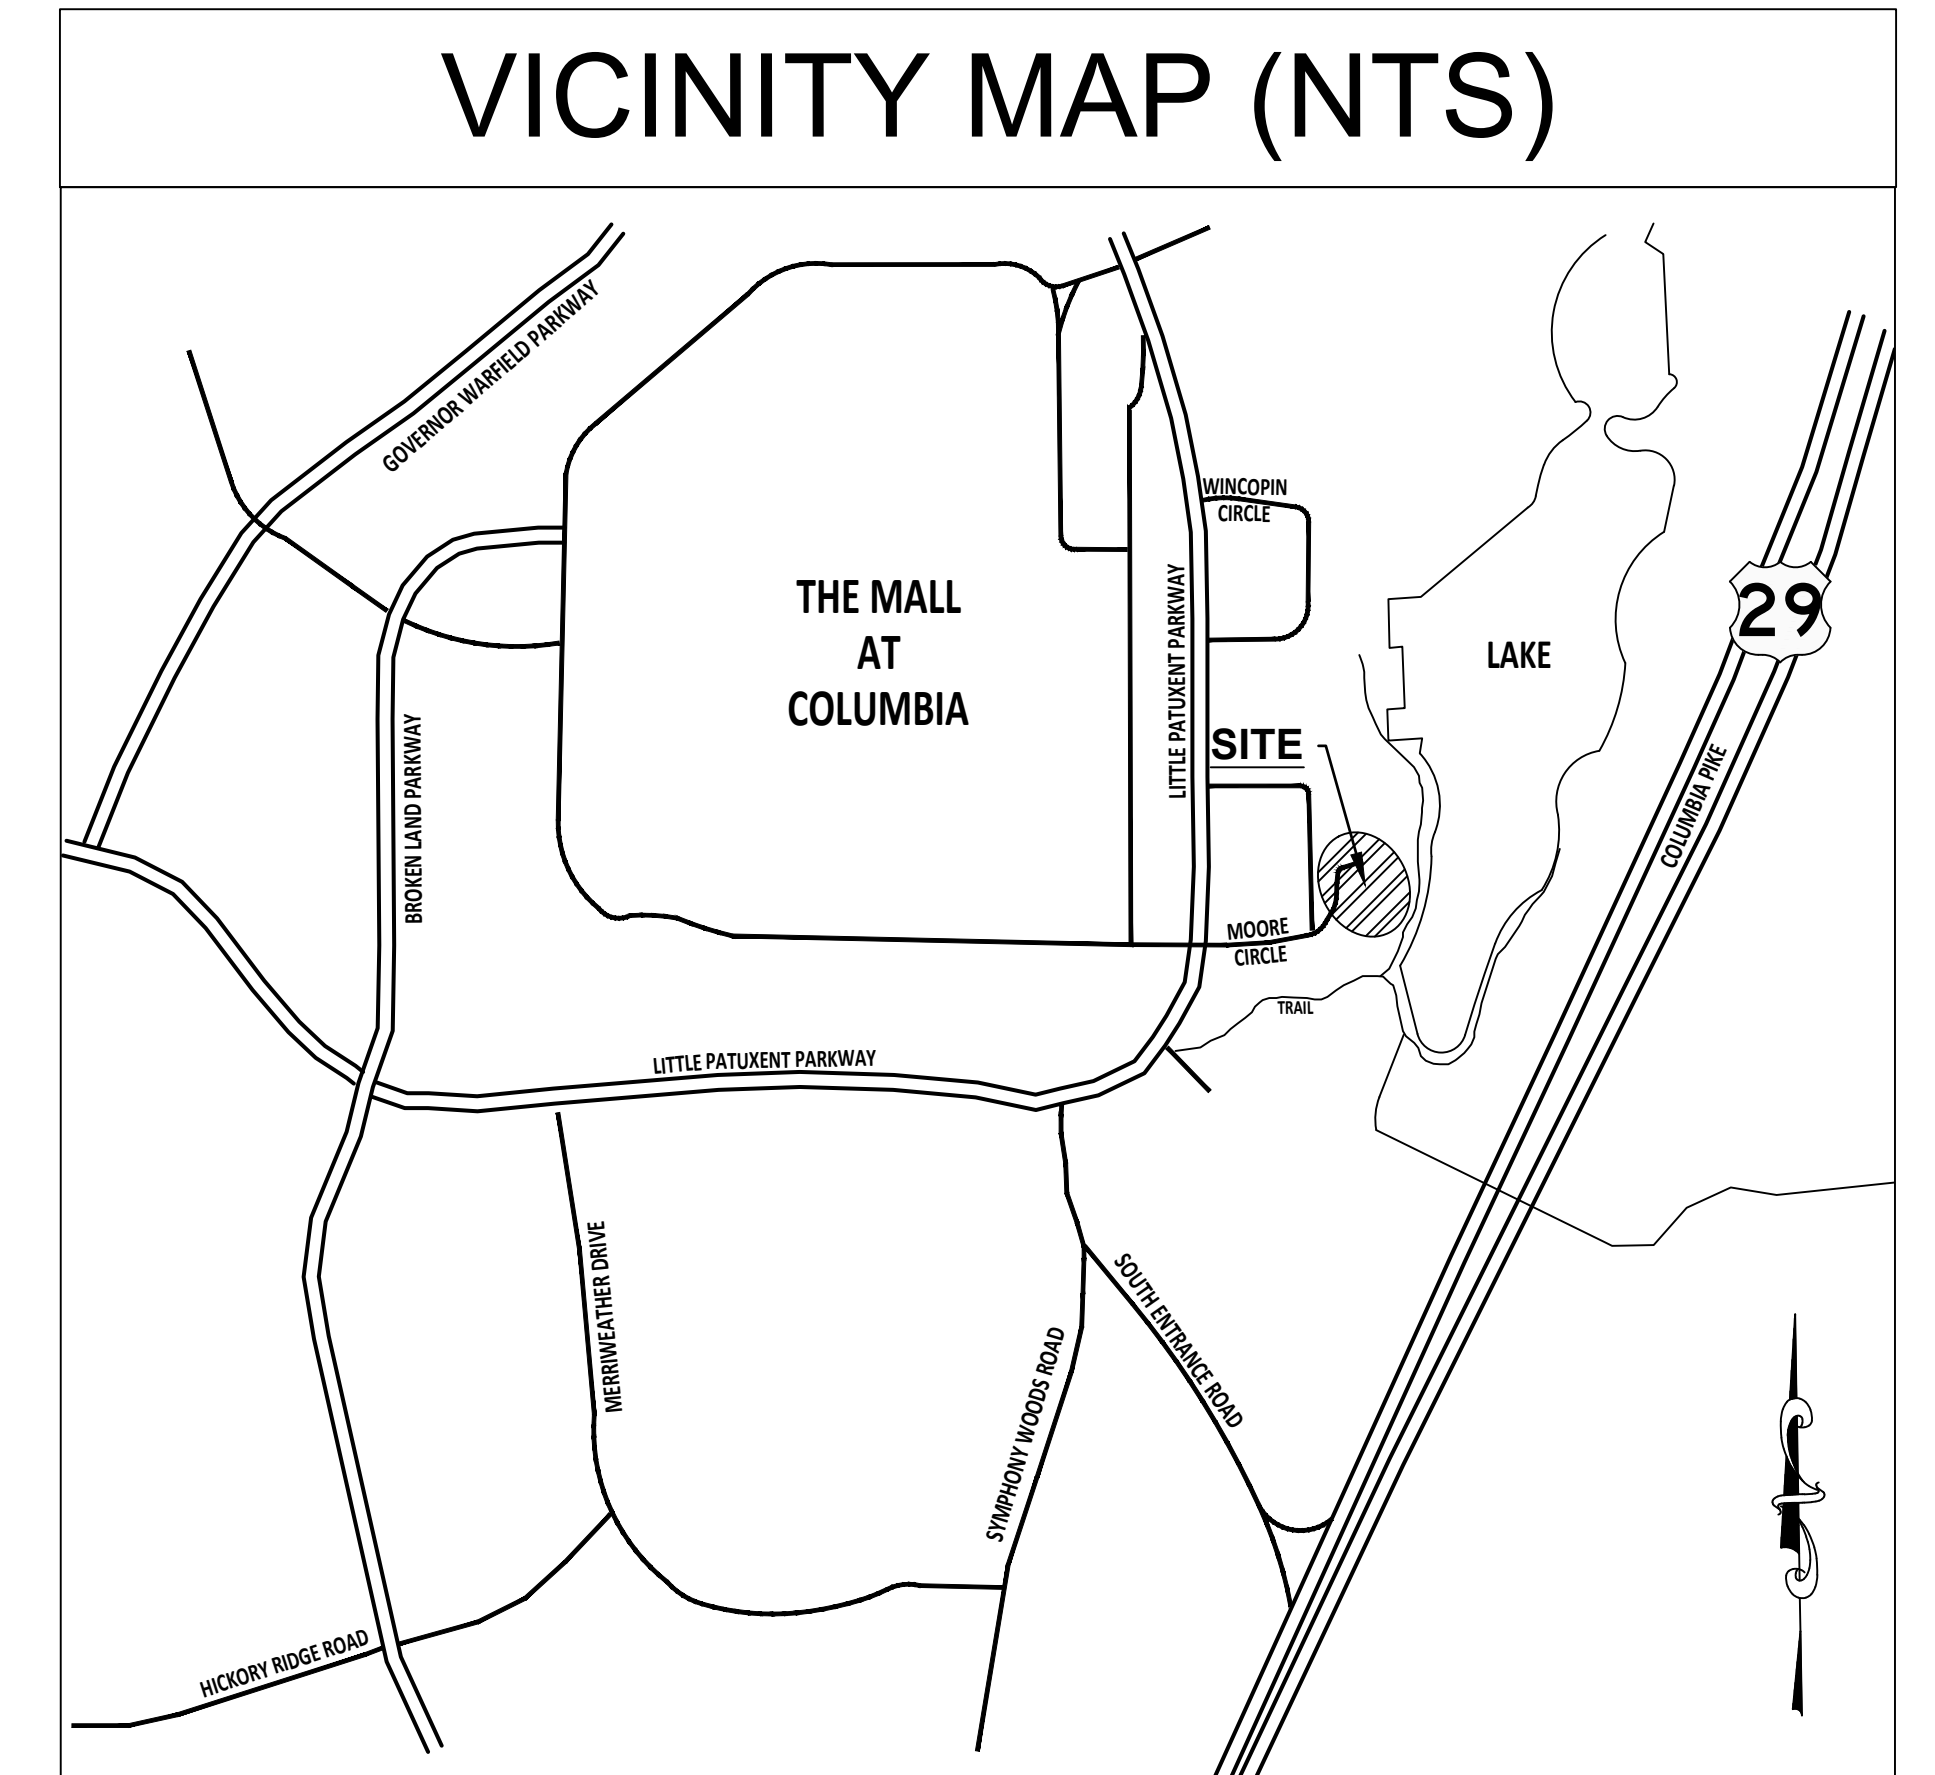 VICINITY MAP (NTS)
GOVERNOR WARFIELD PARKWAY
WINCOPIN
CIRCLE
THE MALL
AT
COLUMBIA
LITTLE PATUXENT PARKWAY
29
LAKE
BROKEN LAND PARKWAY
SITE
COLUMBIA PIKE
MOORE
CIRCLE
TRAIL
LITTLE PATUXENT PARKWAY
MERRIWEATHER DRIVE
SOUTH ENTRANCE ROAD
SYMPHONY WOODS ROAD
HICKORY RIDGE ROAD